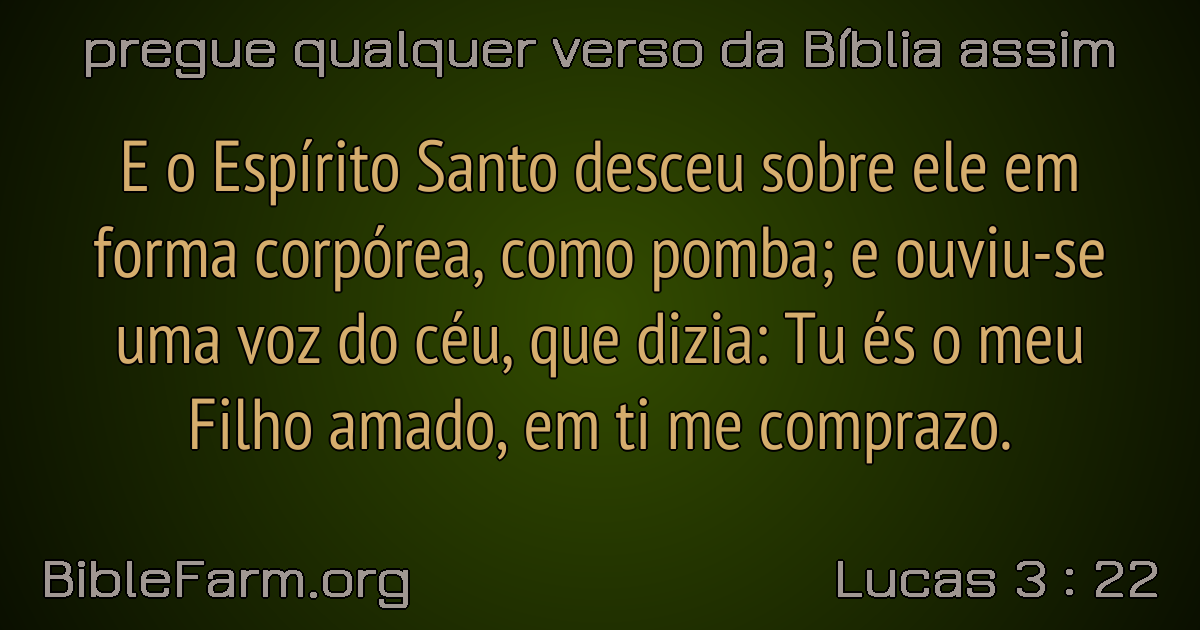 pregue qualquer verso da Bíblia assim
E o Espírito Santo desceu sobre ele em
forma corpórea, como pomba; e ouviu-se
uma voz do céu, que dizia: Tu és o meu
Filho amado, em ti me comprazo.
BibleFarm.org
Lucas 3 : 22